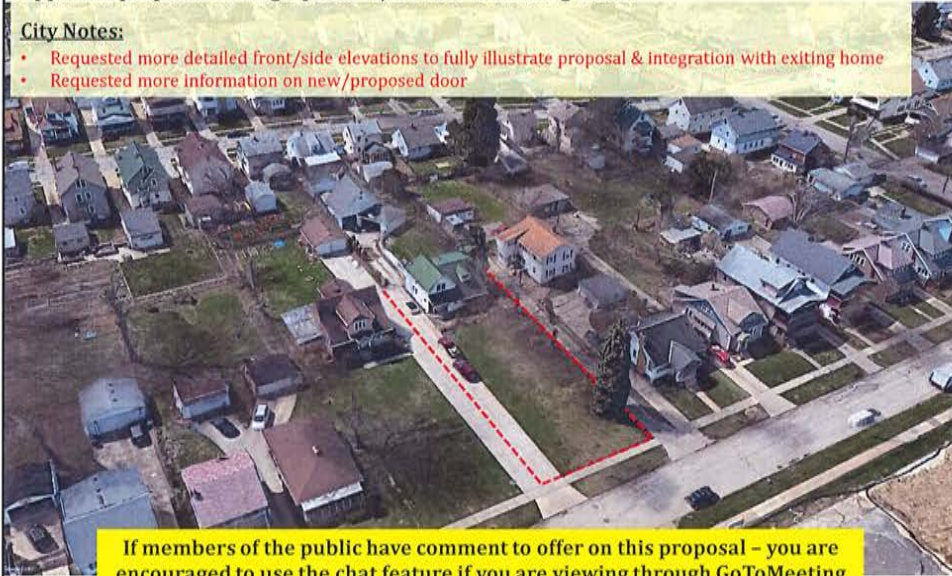 City Notes:
• Requested more detailed front/side elevations to fully illustrate proposal & integration with exiting home
• Requested more information on new/proposed door
If members of the public have comment to offer on this proposal – you are
encouraged to use the chat feature if you are viewing through GoToMeeting